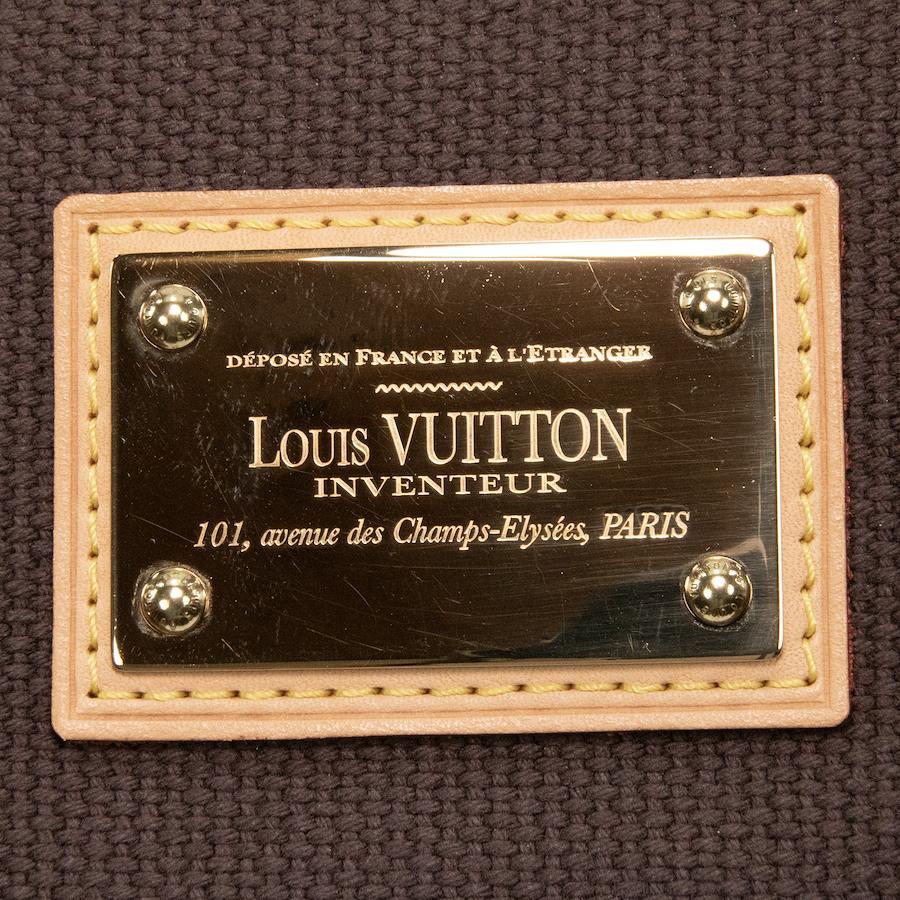 DÉPOSÉ EN FRANCE ET À L'ETRANGER
LOUIS VUITTON
INVENTEUR
101, avenue des Champs-Elysées, PARIS